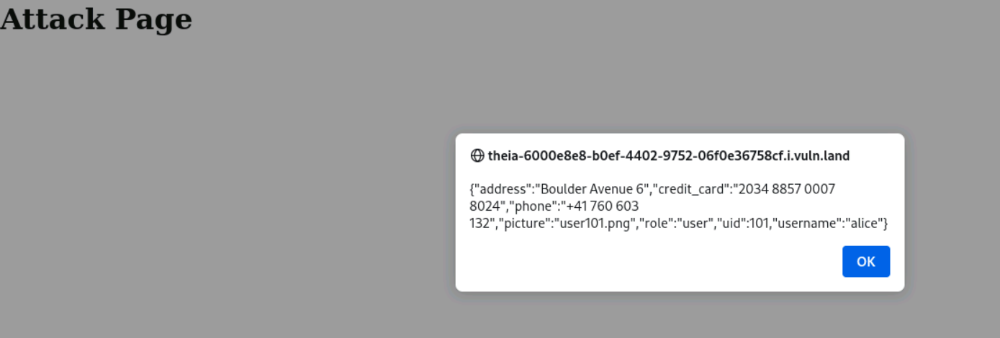 Attack Page
theia-6000e8e8-b0ef-4402-9752-06f0e36758cf.i.vuln.land
{"address":"Boulder Avenue 6","credit_card":"2034 8857 0007
8024","phone":"+41 760 603
132","picture":"user101.png","role":"user","uid":101,"username":"alice"}
OK